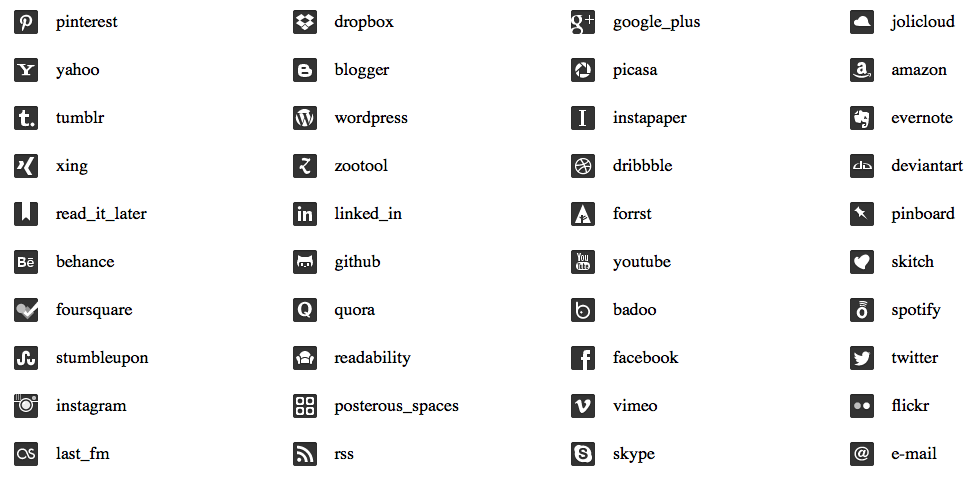 pinterest dropbox google_plus jolicloud
yahoo blogger picasa amazon
tumblr wordpress instapaper evernote
xing zootool dribbble deviantart
read_it_later linked_in forrst pinboard
behance github youtube skitch
foursquare quora badoo spotify
stumbleupon readability facebook twitter
instagram posterous_spaces vimeo flickr
last_fm rss skype e-mail